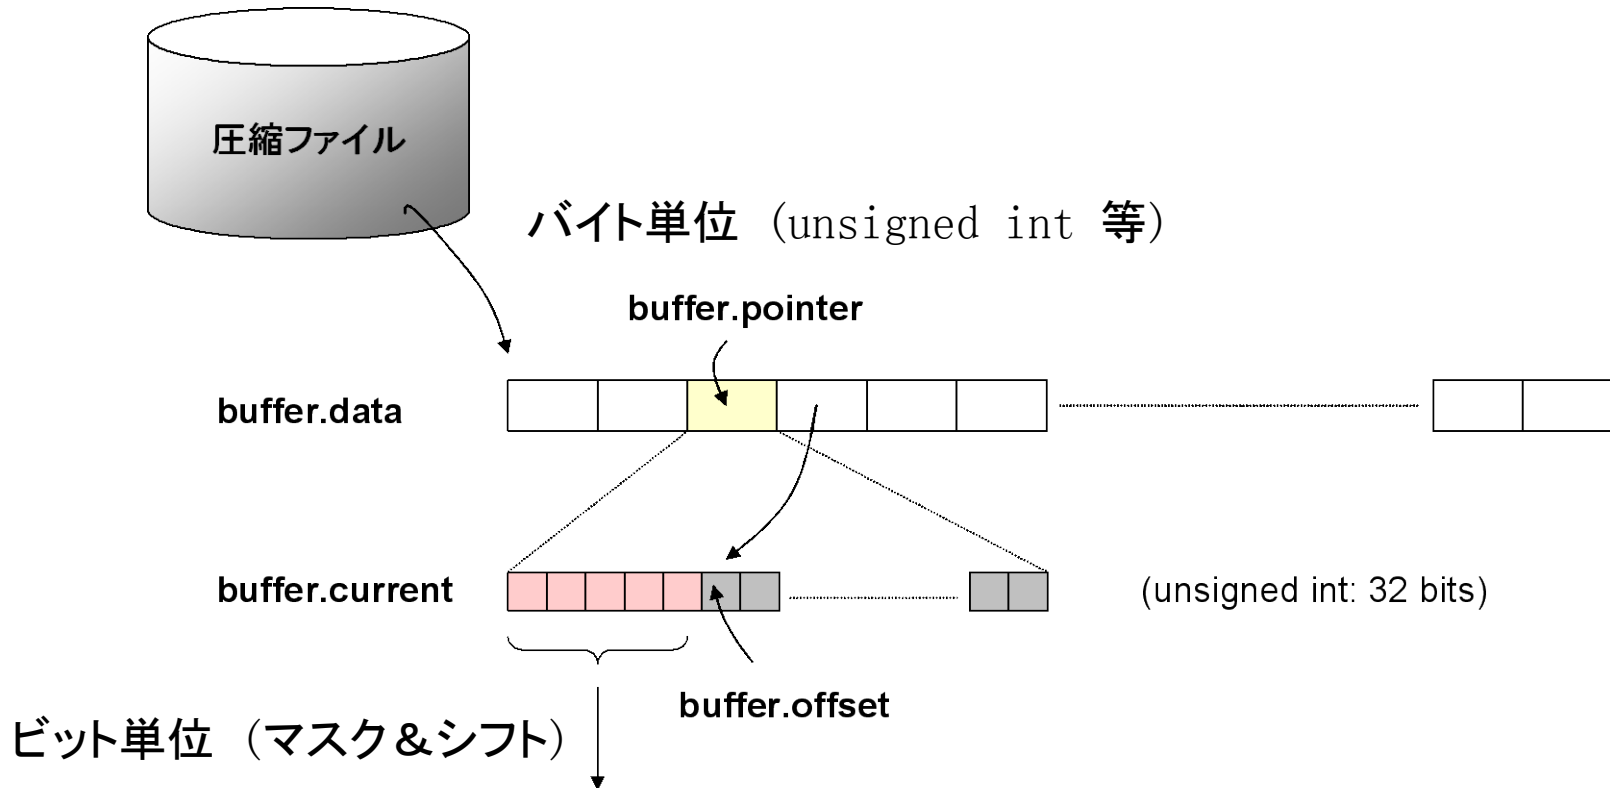 圧縮ファイル
バイト単位 (unsigned int 等)
buffer.pointer
buffer.data
buffer.current
(unsigned int: 32 bits)
buffer.offset
ビット単位 (マスク＆シフト)